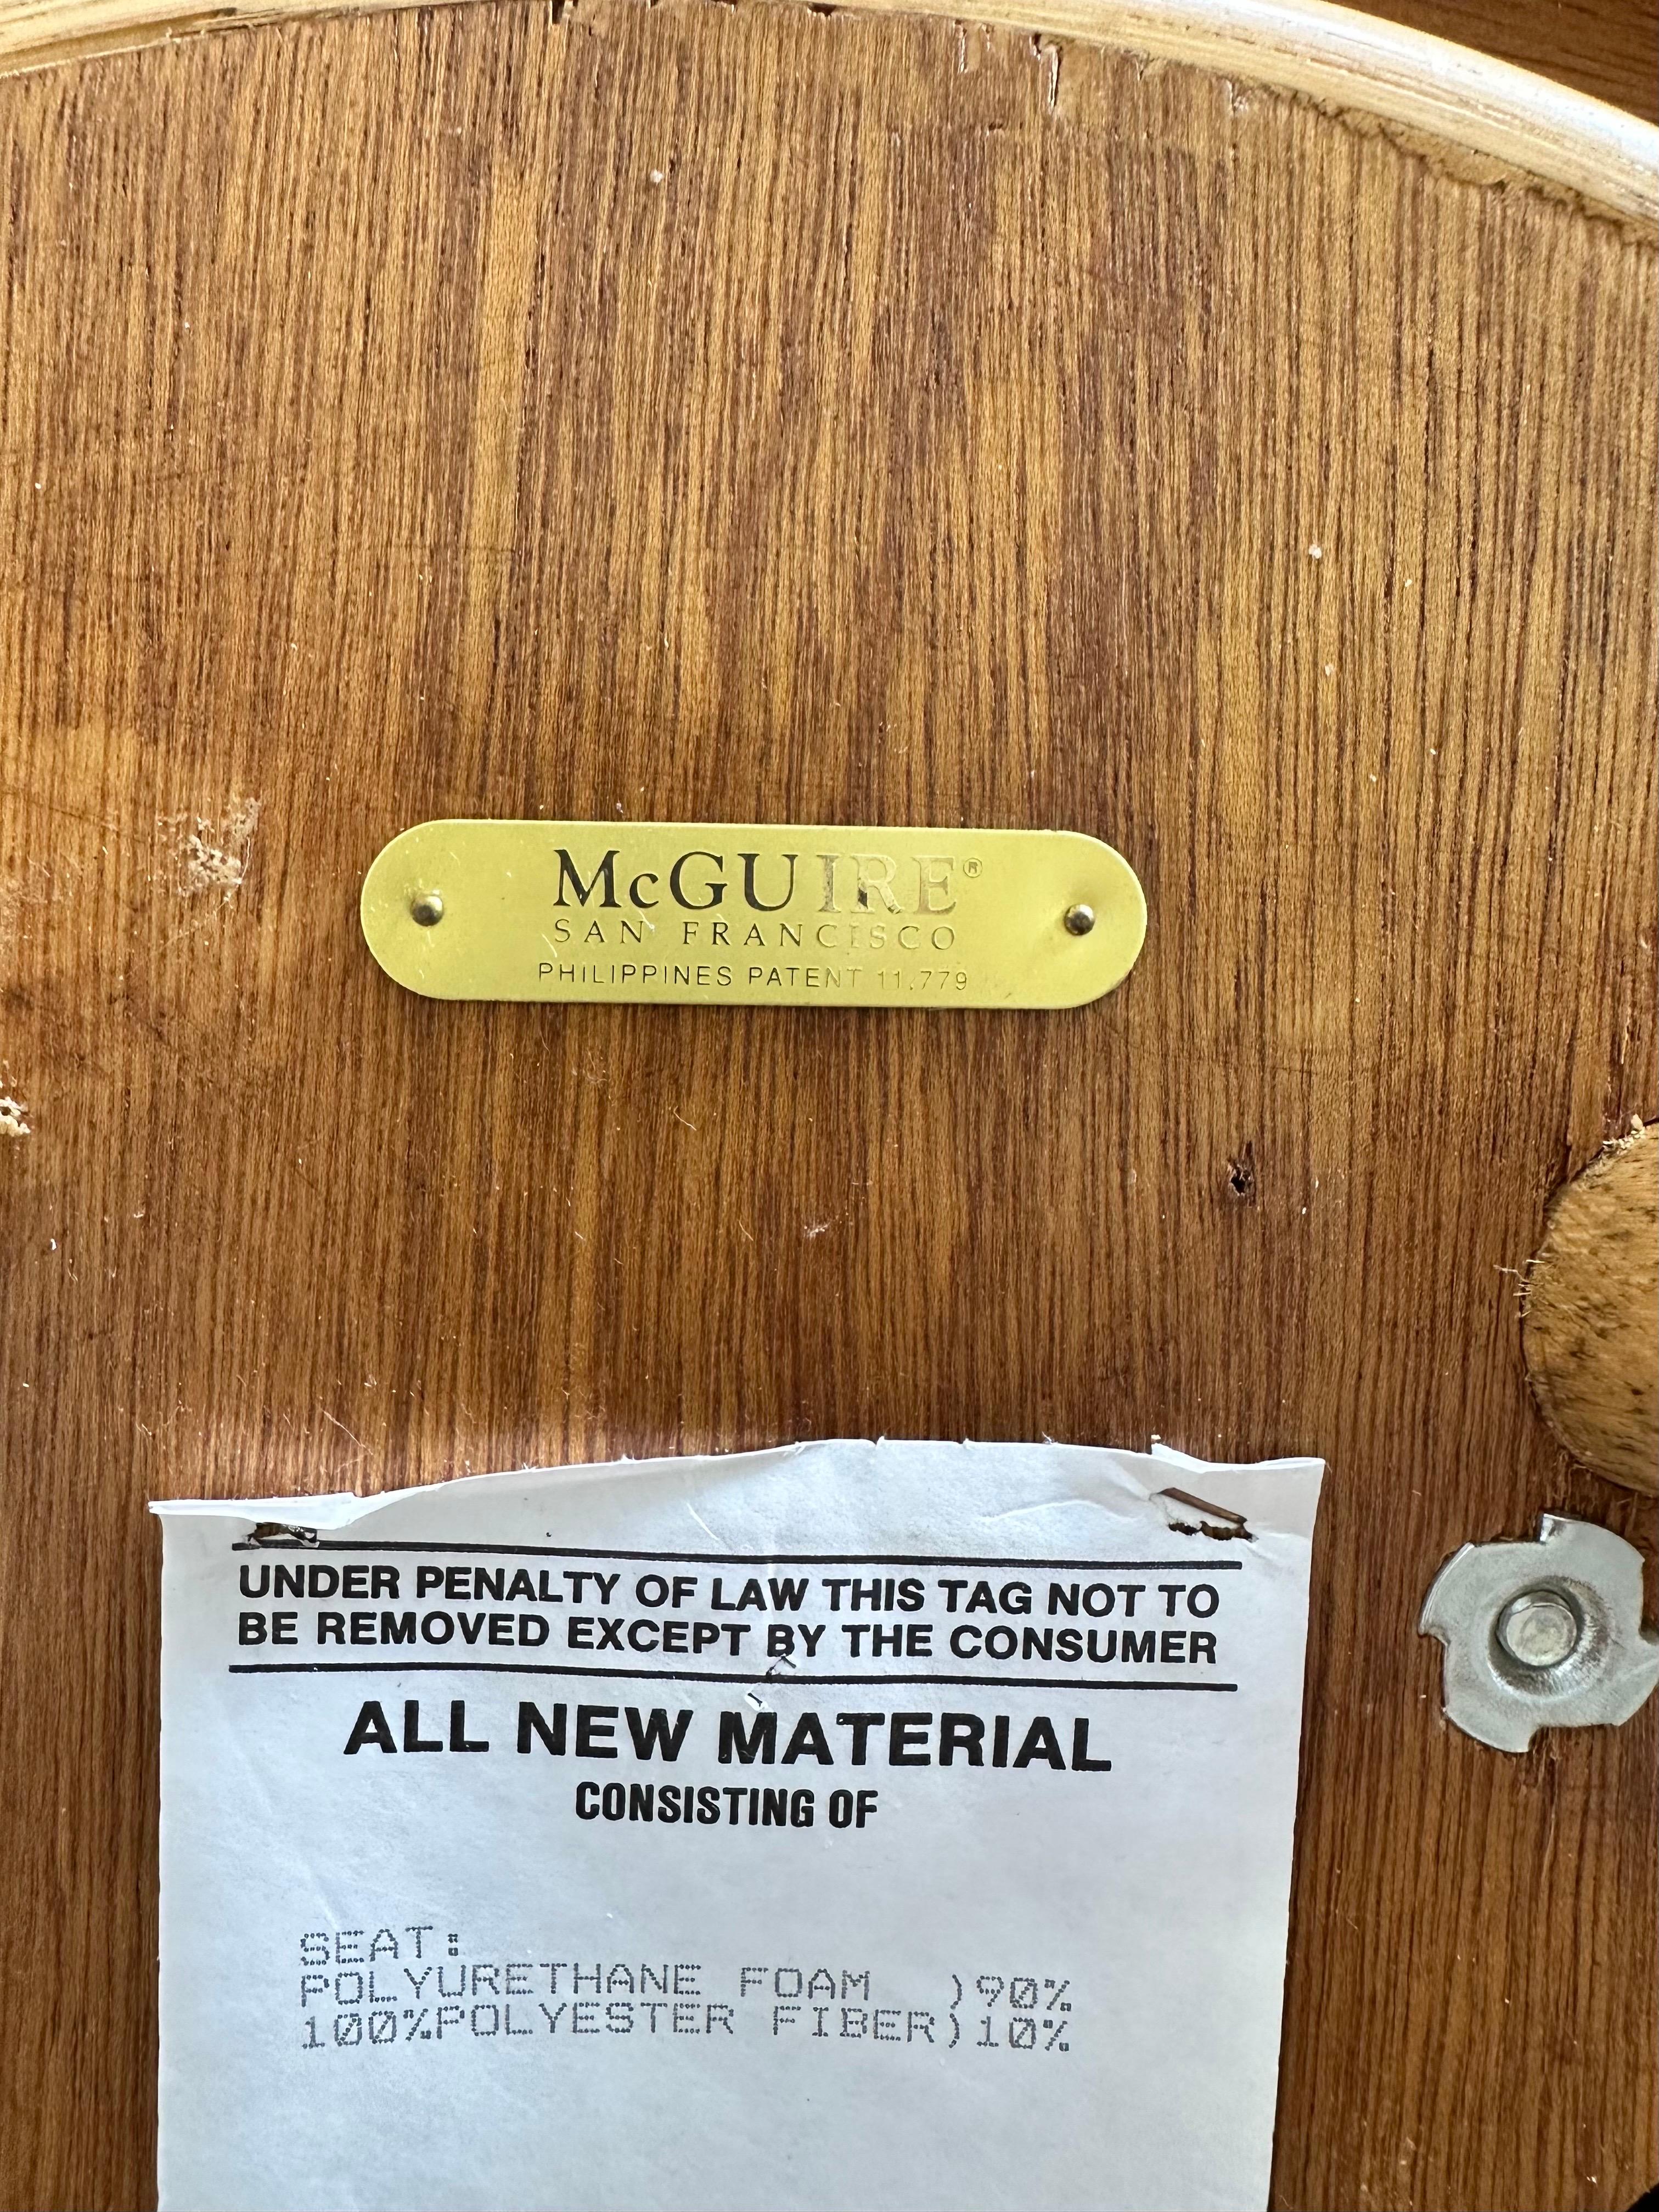 McGUIRE®
SAN FRANCISCO
PHILIPPINES PATENT 11,779
UNDER PENALTY OF LAW THIS TAG NOT TO
BE REMOVED EXCEPT BY THE CONSUMER
ALL NEW MATERIAL
CONSISTING OF
SEAT:
POLYURETHANE FOAM )90%
100%POLYESTER FIBER)10%